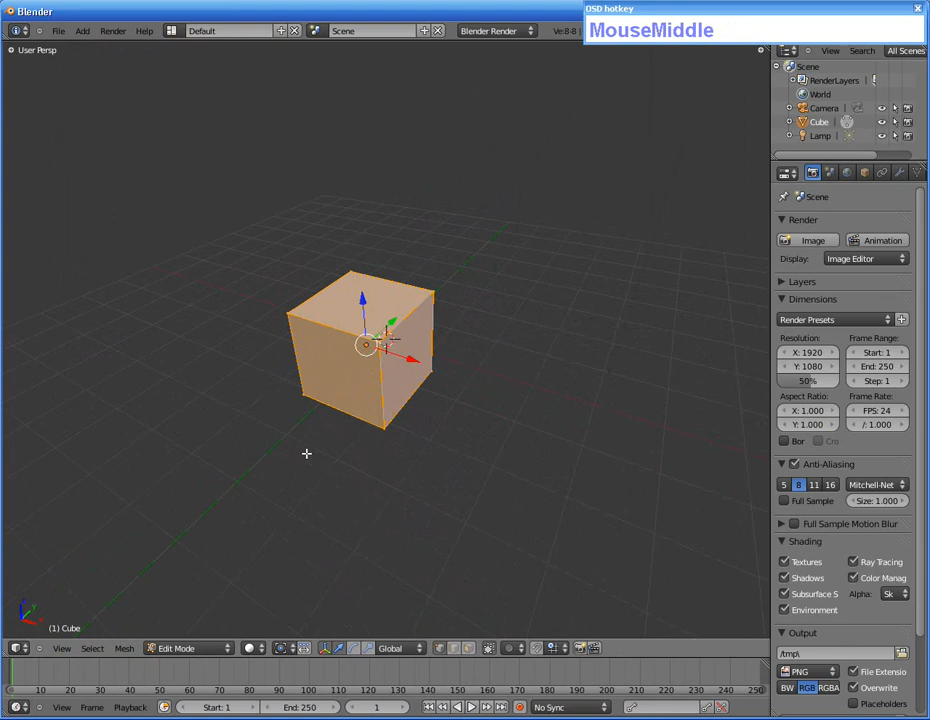 Blender
OSD hotkey
MouseMiddle
File Add Render Help
Default
Scene
Blender Render
Ve:8-8
View Search All Scenes
User Persp
Scene
RenderLayers
World
Camera
Cube
Lamp
Scene
Render
Image Animation
Display: Image Editor
Layers
Dimensions
Render Presets
Resolution: Frame Range:
X: 1920 Start: 1
Y: 1080 End: 250
50% Step: 1
Aspect Ratio: Frame Rate:
X: 1.000 FPS: 24
Y: 1.000 /: 1.000
Bor Cro
Anti-Aliasing
5 8 11 16 Mitchell-Net
Full Sample Size: 1.000
Full Sample Motion Blur
Shading
Textures Ray Tracing
Shadows Color Manag
Subsurface S Alpha: Sk
Environment
Output
/tmp\
PNG File Extensio
BW RGB RGBA Overwrite
Placeholders
(1) Cube
View Select Mesh Edit Mode Global
0 10 20 30 40 50 60 70 80 90 100 110 120 130 140 150 160 170 180 190 200 210 220 230 240 250
View Frame Playback Start: 1 End: 250 1 No Sync